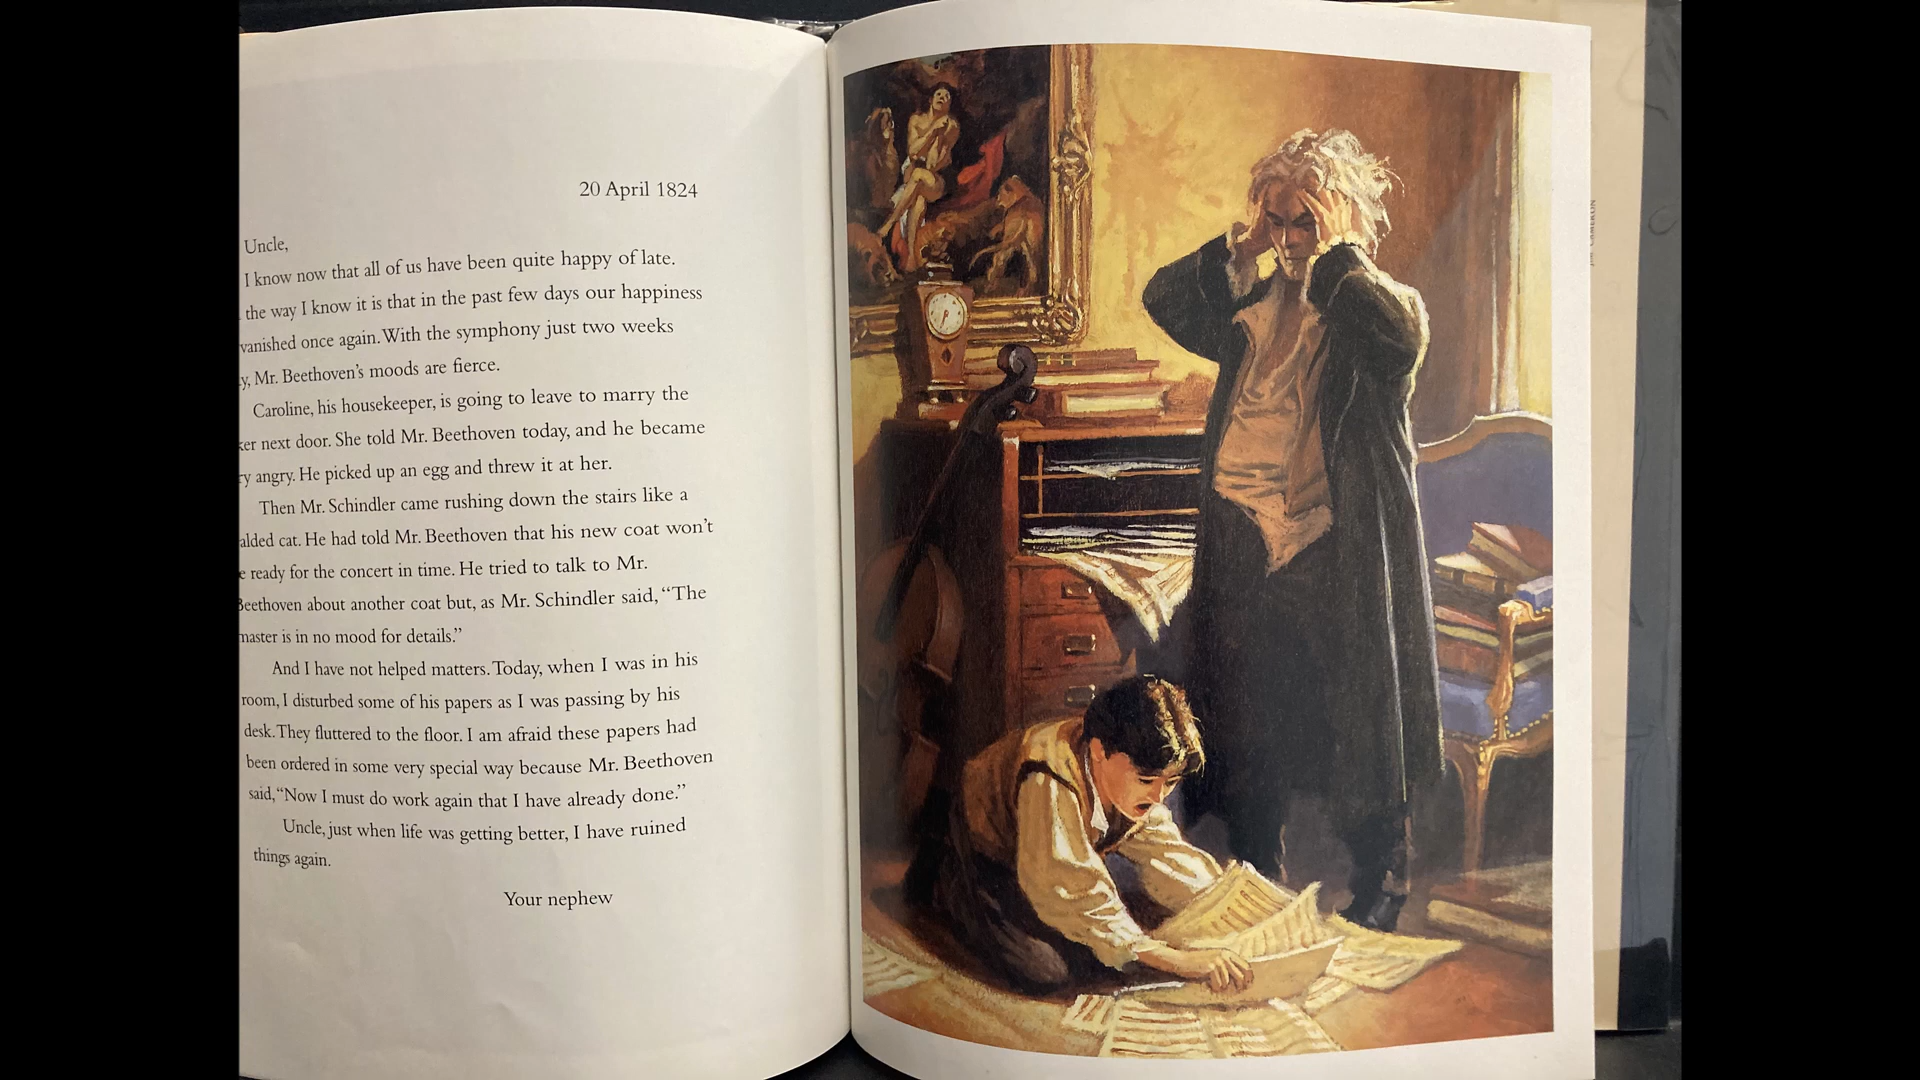 20 April 1824
Uncle,
I know now that all of us have been quite happy of late.
the way I know it is that in the past few days our happiness
vanished once again. With the symphony just two weeks
y, Mr. Beethoven's moods are fierce.
Caroline, his housekeeper, is going to leave to marry the
ker next door. She told Mr. Beethoven today, and he became
ry angry. He picked up an egg and threw it at her.
Then Mr. Schindler came rushing down the stairs like a
alded cat. He had told Mr. Beethoven that his new coat won't
e ready for the concert in time. He tried to talk to Mr.
Beethoven about another coat but, as Mr. Schindler said, “The
master is in no mood for details.”
And I have not helped matters. Today, when I was in his
room, I disturbed some of his papers as I was passing by his
desk. They fluttered to the floor. I am afraid these papers had
been ordered in some very special way because Mr. Beethoven
said, “Now I must do work again that I have already done.”
Uncle, just when life was getting better, I have ruined
things again.
Your nephew
CAMERON